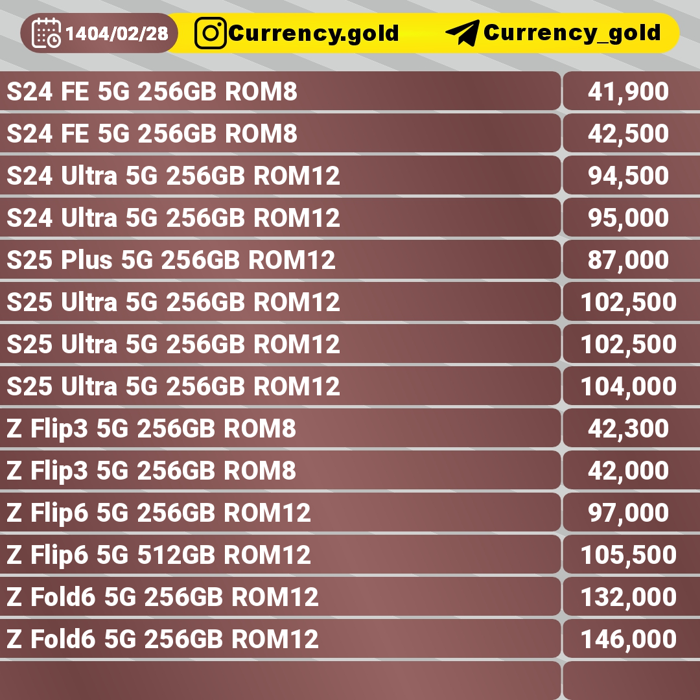 1404/02/28 Currency.gold Currency_gold
S24 FE 5G 256GB ROM8 41,900
S24 FE 5G 256GB ROM8 42,500
S24 Ultra 5G 256GB ROM12 94,500
S24 Ultra 5G 256GB ROM12 95,000
S25 Plus 5G 256GB ROM12 87,000
S25 Ultra 5G 256GB ROM12 102,500
S25 Ultra 5G 256GB ROM12 102,500
S25 Ultra 5G 256GB ROM12 104,000
Z Flip3 5G 256GB ROM8 42,300
Z Flip3 5G 256GB ROM8 42,000
Z Flip6 5G 256GB ROM12 97,000
Z Flip6 5G 512GB ROM12 105,500
Z Fold6 5G 256GB ROM12 132,000
Z Fold6 5G 256GB ROM12 146,000